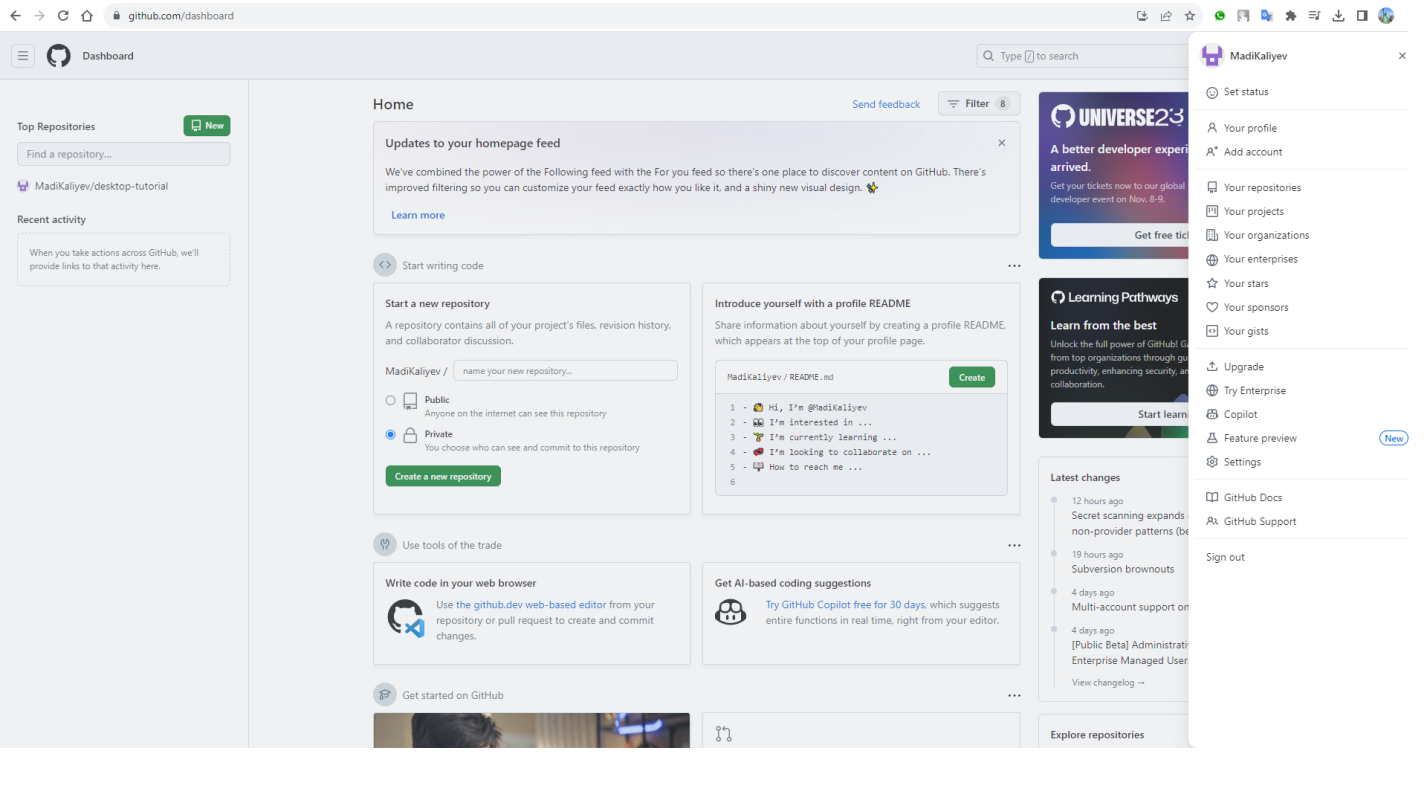 github.com/dashboard
Dashboard
Type / to search
Top Repositories
New
Find a repository...
MadiKaliyev/desktop-tutorial
Recent activity
When you take actions across GitHub, we'll
provide links to that activity here.
Home
Send feedback
Filter 8
Updates to your homepage feed
We've combined the power of the Following feed with the For you feed so there's one place to discover content on GitHub. There's
improved filtering so you can customize your feed exactly how you like it, and a shiny new visual design.
Learn more
Start writing code
Start a new repository
A repository contains all of your project's files, revision history,
and collaborator discussion.
MadiKaliyev /
name your new repository...
Public
Anyone on the internet can see this repository
Private
You choose who can see and commit to this repository
Create a new repository
Introduce yourself with a profile README
Share information about yourself by creating a profile README,
which appears at the top of your profile page.
MadiKaliyev/README.md
Create
1 - Hi, I'm @MadiKaliyev
2 - I'm interested in ...
3 - I'm currently learning ...
4 - I'm looking to collaborate on ...
5 - How to reach me ...
6
Use tools of the trade
Write code in your web browser
Use the github.dev web-based editor from your
repository or pull request to create and commit
changes.
Get AI-based coding suggestions
Try GitHub Copilot free for 30 days, which suggests
entire functions in real time, right from your editor.
Get started on GitHub
UNIVERSE23
A better developer experi
arrived.
Get your tickets now to our global
developer event on Nov. 8-9.
Get free tic
Learning Pathways
Learn from the best
Unlock the full power of GitHub! Ga
from top organizations through gu
productivity, enhancing security, an
collaboration.
Start learn
Latest changes
12 hours ago
Secret scanning expands
non-provider patterns (be
19 hours ago
Subversion brownouts
4 days ago
Multi-account support on
4 days ago
[Public Beta] Administrati
Enterprise Managed User
View changelog →
Explore repositories
MadiKaliyev
Set status
Your profile
Add account
Your repositories
Your projects
Your organizations
Your enterprises
Your stars
Your sponsors
Your gists
Upgrade
Try Enterprise
Copilot
Feature preview
New
Settings
GitHub Docs
GitHub Support
Sign out